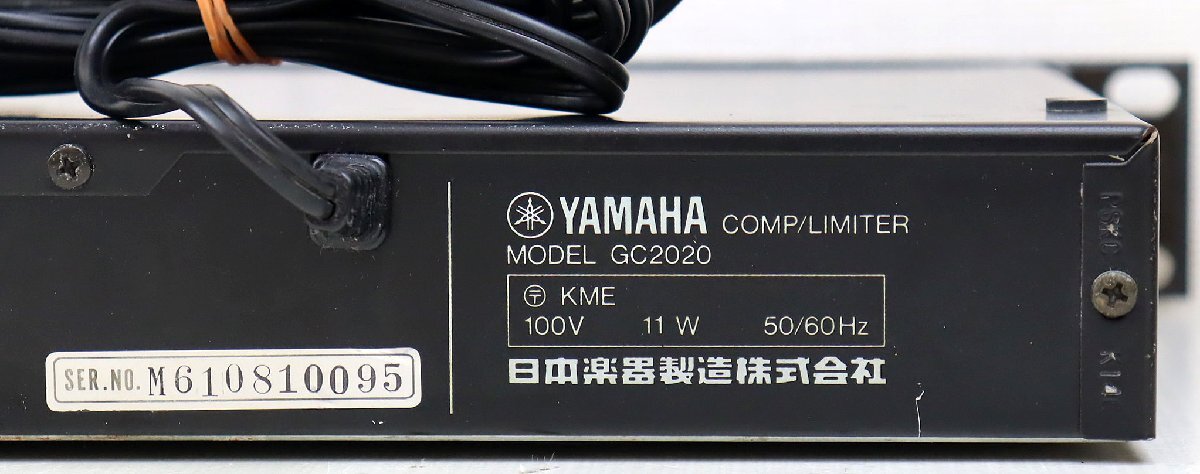 YAMAHA COMP/LIMITER
MODEL GC2020
〒 KME
100V 11 W 50/60Hz
日本楽器製造株式会社
SER.NO. M610810095